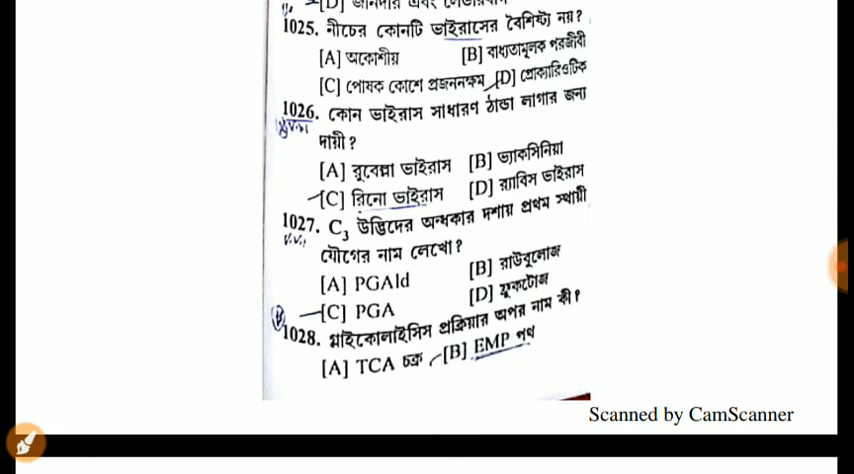 [D] জানদার এবং
1025. নীচের কোনটি ভাইরাসের বৈশিষ্ট্য নয়?
[A] অকোশীয় [B] বাধ্যতামূলক পরজীবী
[C] পোষক কোশে প্রজননক্ষম [D] প্রোক্যারিওটিক
1026. কোন ভাইরাস সাধারণ ঠান্ডা লাগার জন্য
দায়ী?
[A] রুবেল্লা ভাইরাস [B] ভ্যাকসিনিয়া
[C] রিনো ভাইরাস [D] র‍্যাবিস ভাইরাস
1027. C3 উদ্ভিদের অন্ধকার দশায় প্রথম স্থায়ী
V.V.
যৌগের নাম লেখো?
[A] PGAld [B] রাইবুলোজ
[C] PGA [D] ফ্রুকটোজ
1028. গ্লাইকোলাইসিস প্রক্রিয়ার অপর নাম কী?
[A] TCA চক্র [B] EMP পথ
Scanned by CamScanner